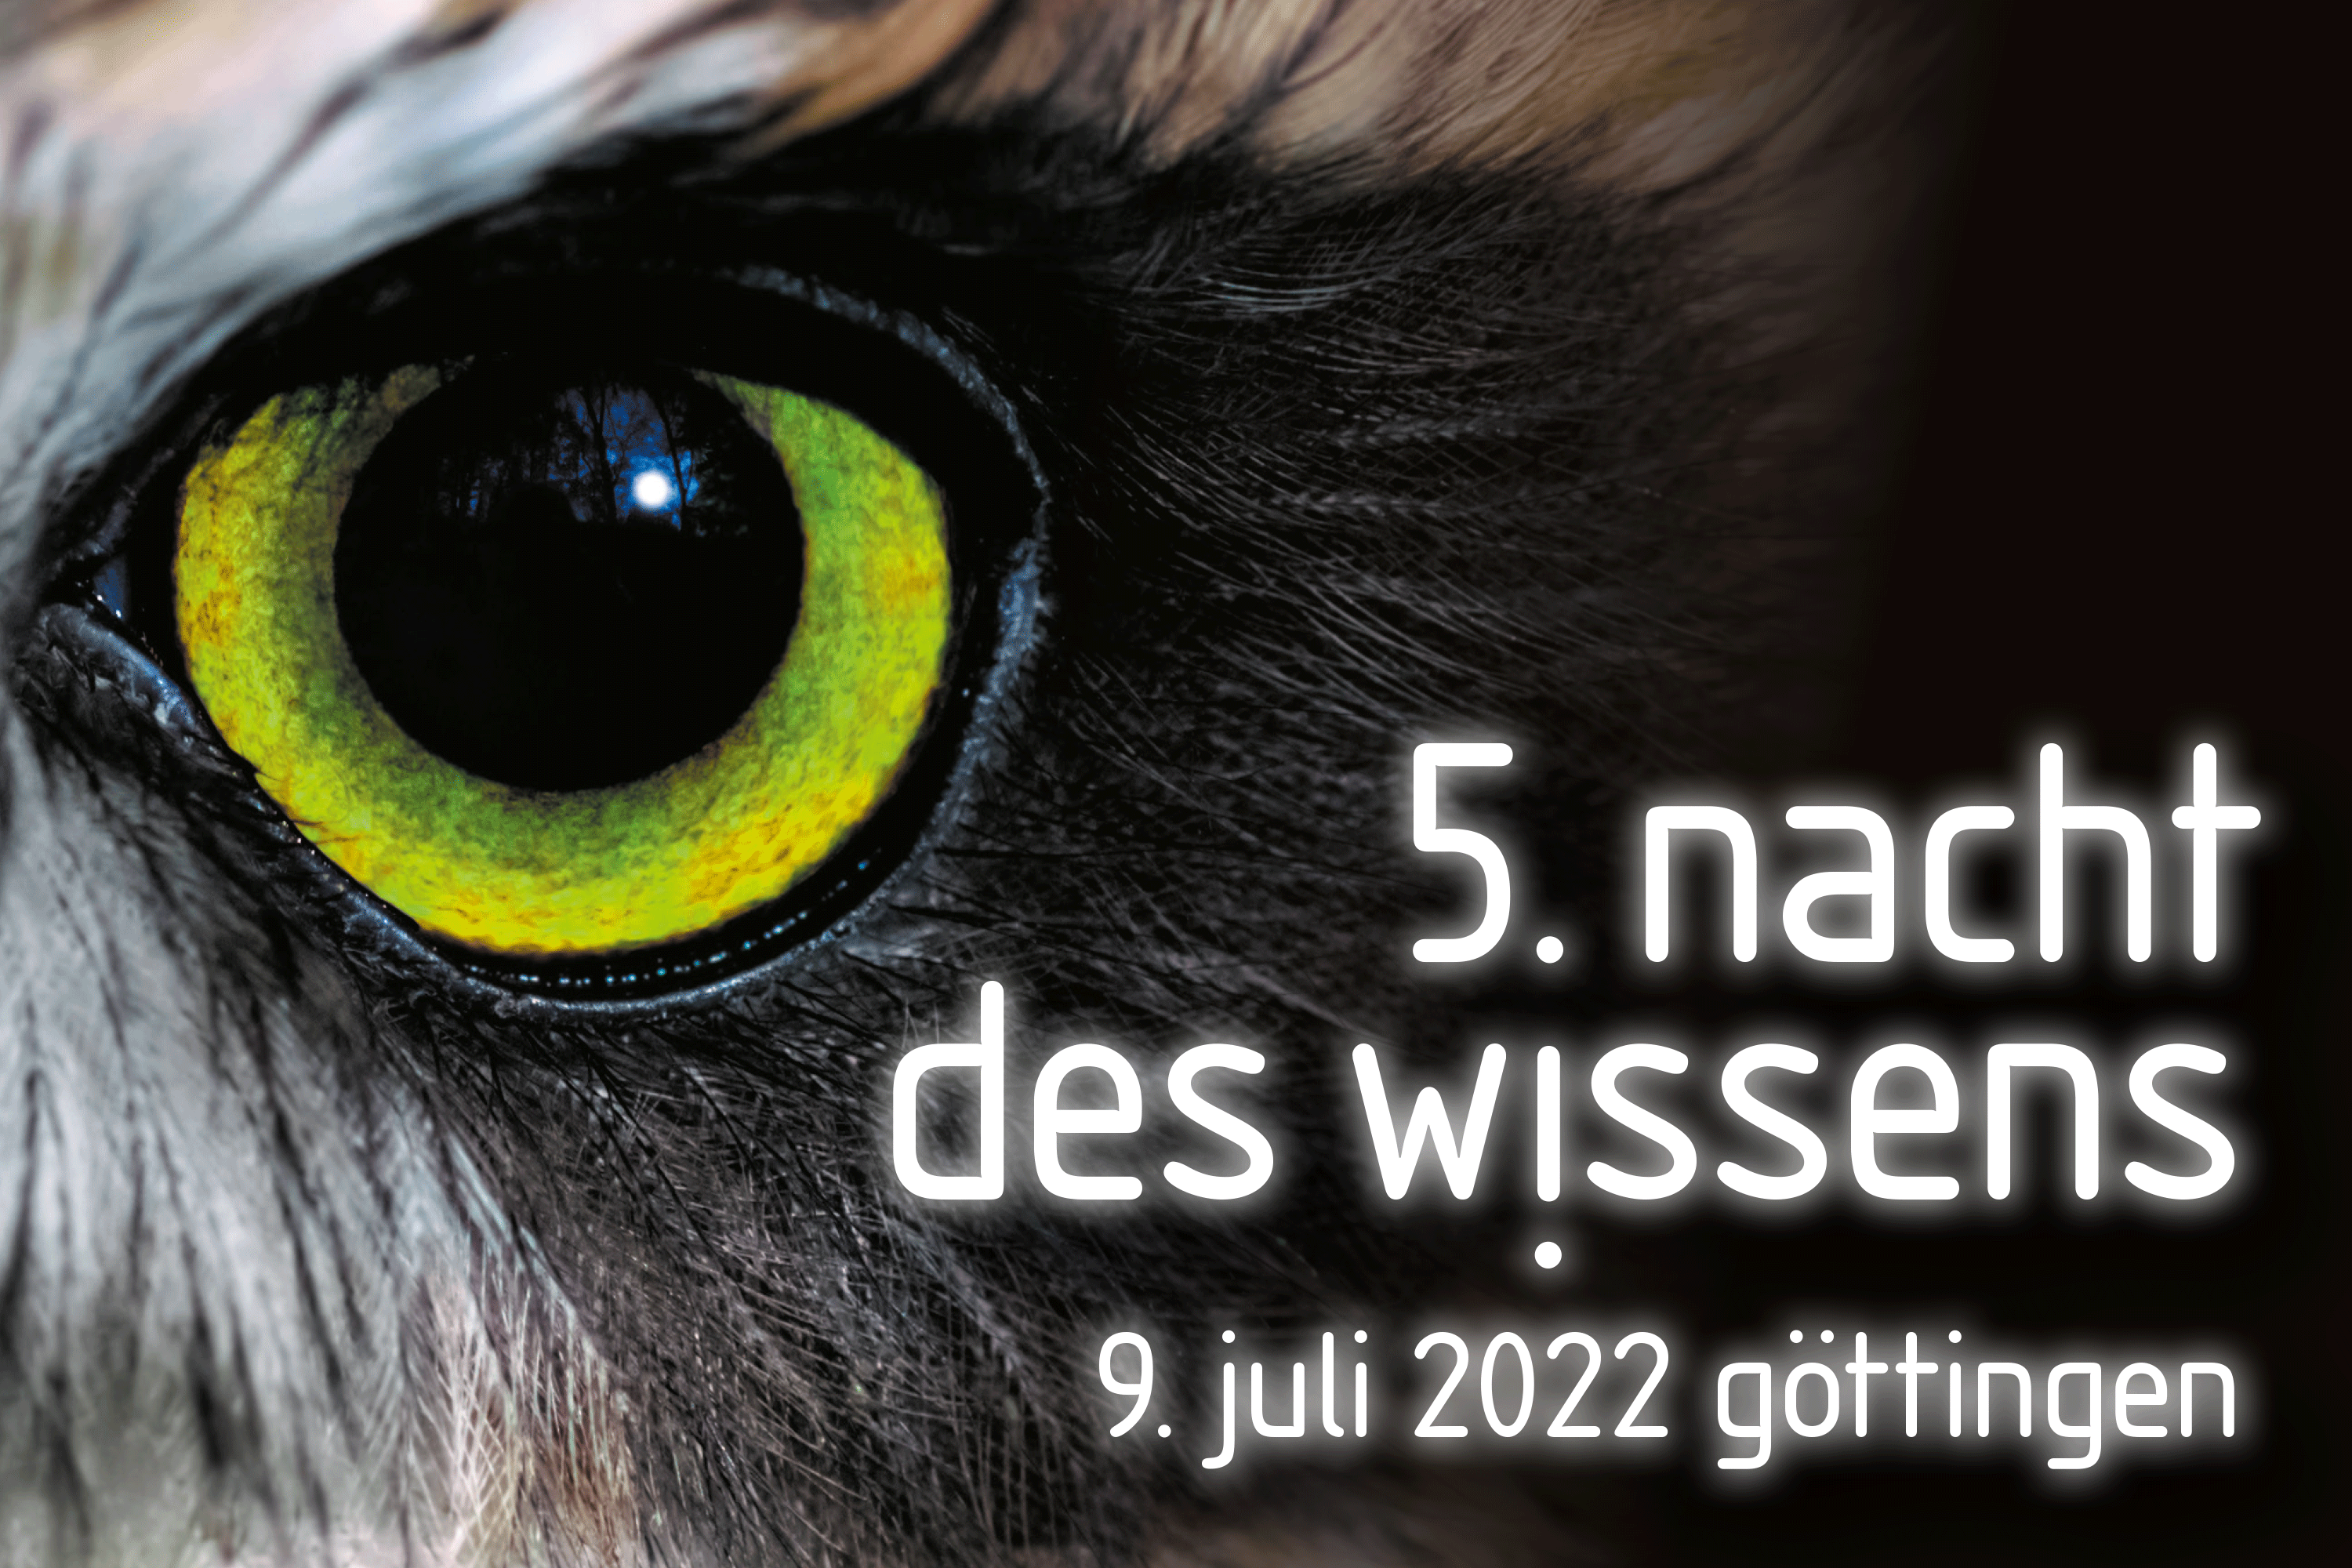 5. nacht
des wissens
9. juli 2022 göttingen